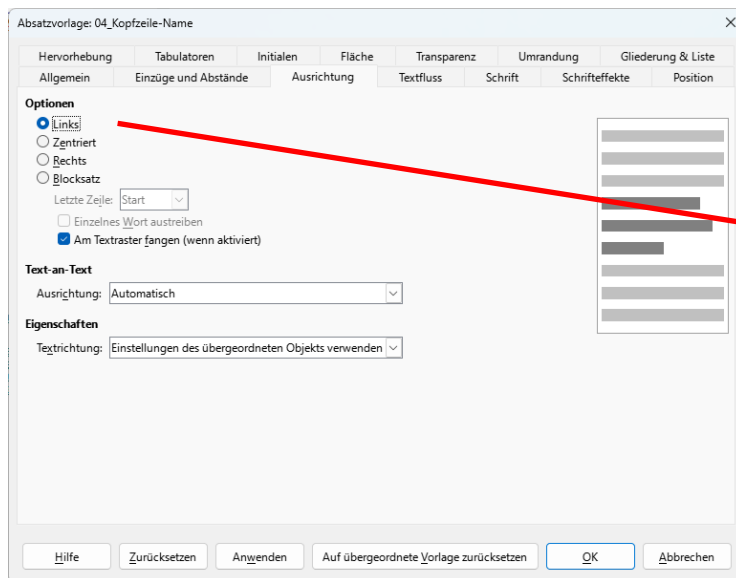 Absatzvorlage: 04_Kopfzeile-Name
Hervorhebung Tabulatoren Initialen Fläche Transparenz Umrandung Gliederung & Liste
Allgemein Einzüge und Abstände Ausrichtung Textfluss Schrift Schrifteffekte Position
Optionen
Links
Zentriert
Rechts
Blocksatz
Letzte Zeile: Start
Einzelnes Wort austreiben
Am Textraster fangen (wenn aktiviert)
Text-an-Text
Ausrichtung: Automatisch
Eigenschaften
Textrichtung: Einstellungen des übergeordneten Objekts verwenden
Hilfe Zurücksetzen Anwenden Auf übergeordnete Vorlage zurücksetzen OK Abbrechen